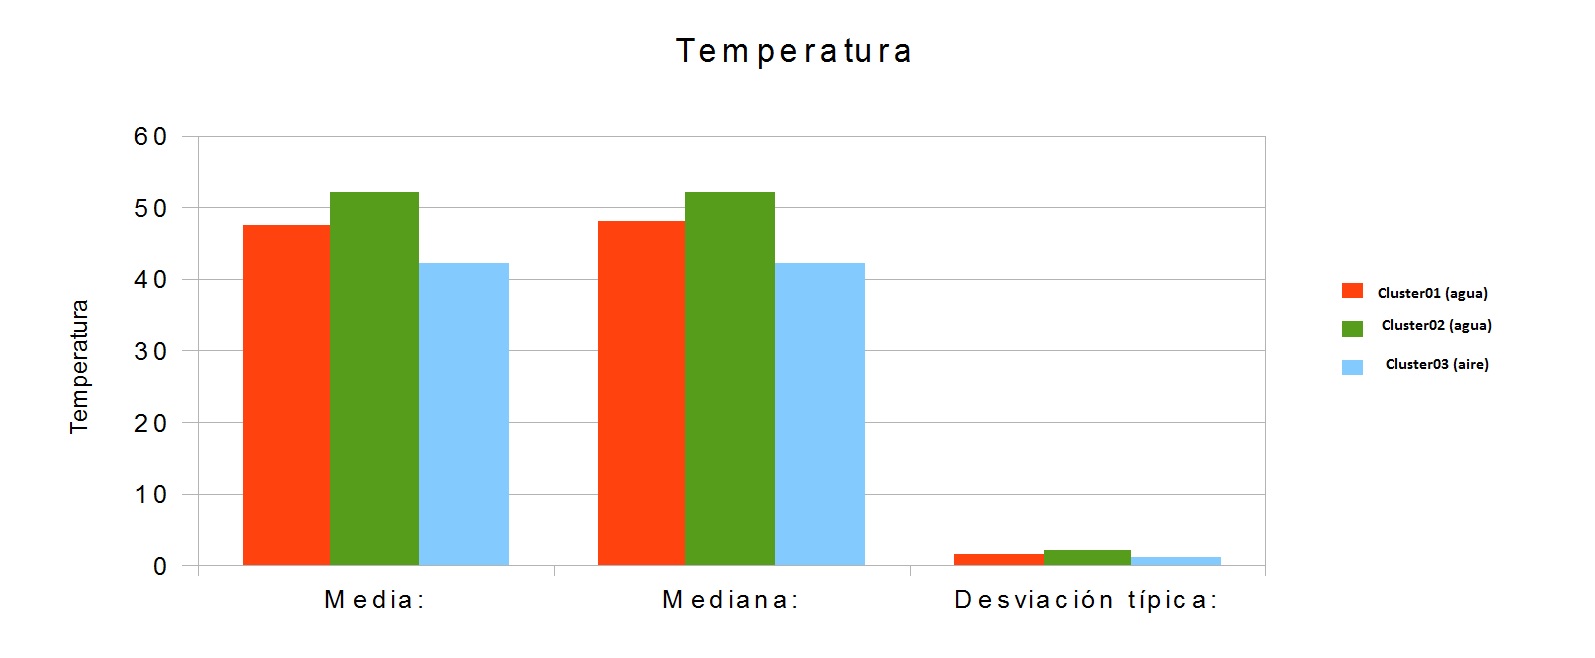 Temperatura
60
50
40
30
20
10
0
Temperatura
Media:
Mediana:
Desviación típica:
Cluster01 (agua)
Cluster02 (agua)
Cluster03 (aire)